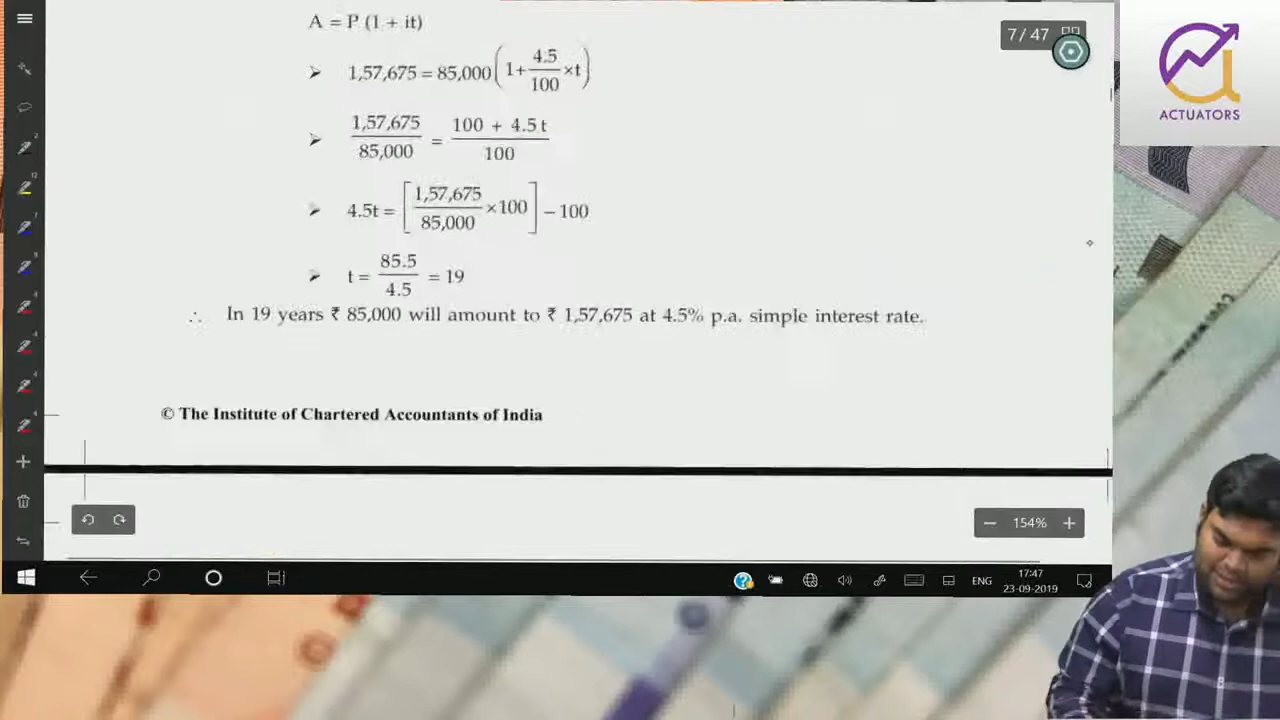 A = P (1 + it)
7 / 47
➢ 1,57,675 = 85,000 (1+ 4.5/100 ×t)
➢ 1,57,675/85,000 = 100 + 4.5 t/100
➢ 4.5t = [1,57,675/85,000 ×100] – 100
➢ t = 85.5/4.5 = 19
∴ In 19 years ₹ 85,000 will amount to ₹ 1,57,675 at 4.5% p.a. simple interest rate.
© The Institute of Chartered Accountants of India
154%
ENG
17:47
23-09-2019
ACTUATORS